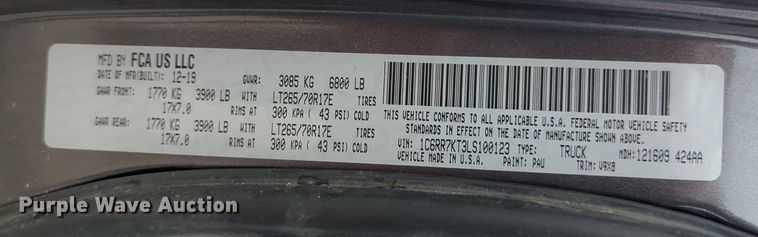 MFD BY FCA US LLC
DATE OF MFR(BUILT): 12-19 GVWR: 3085 KG 6800 LB
GAWR FRONT: 1770 KG 3900 LB WITH LT265/70R17E TIRES
17X7.0 RIMS AT 300 KPA ( 43 PSI) COLD
GAWR REAR: 1770 KG 3900 LB WITH LT265/70R17E TIRES
17X7.0 RIMS AT 300 KPA ( 43 PSI) COLD
THIS VEHICLE CONFORMS TO ALL APPLICABLE U.S.A. FEDERAL MOTOR VEHICLE SAFETY
STANDARDS IN EFFECT ON THE DATE OF MANUFACTURE SHOWN ABOVE.
VIN: 1C6RR7KT3LS100123 TYPE: TRUCK MDH: 121609 424AA
VEHICLE MADE IN U.S.A. PAINT: PAU TRIM: V9X8
Purple Wave Auction
Purple Wave Auction